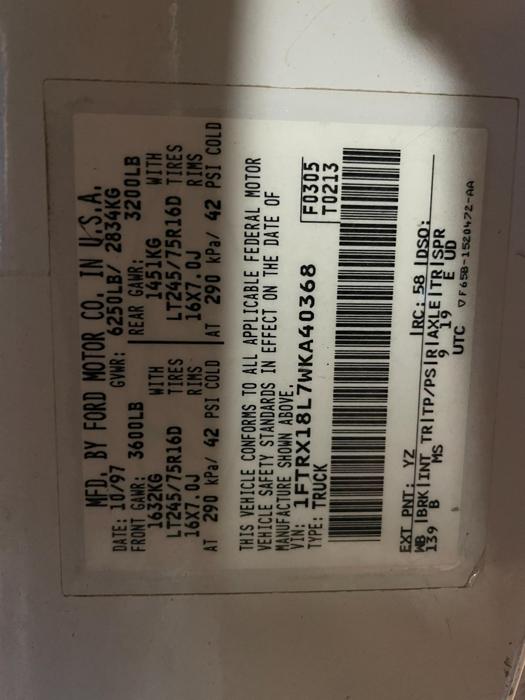 MFD. BY FORD MOTOR CO. IN U.S.A.
DATE: 10/97 GVWR: 6250LB/ 2834KG
FRONT GAWR: 3600LB REAR GAWR: 3200LB
1632KG WITH 1451KG WITH
LT245/75R16D TIRES LT245/75R16D TIRES
16X7.0J RIMS 16X7.0J RIMS
AT 290 kPa/ 42 PSI COLD AT 290 kPa/ 42 PSI COLD
THIS VEHICLE CONFORMS TO ALL APPLICABLE FEDERAL MOTOR
VEHICLE SAFETY STANDARDS IN EFFECT ON THE DATE OF
MANUFACTURE SHOWN ABOVE.
VIN: 1FTRX18L7WKA40368 F0305
TYPE: TRUCK T0213
EXT PNT: YZ RC: 58 DSO:
WB |BRK|INT TR|TP/PS|R|AXLE|TR|SPR
139 B MS 9 19 E UD
UTC ▽F65B-1520472-AA